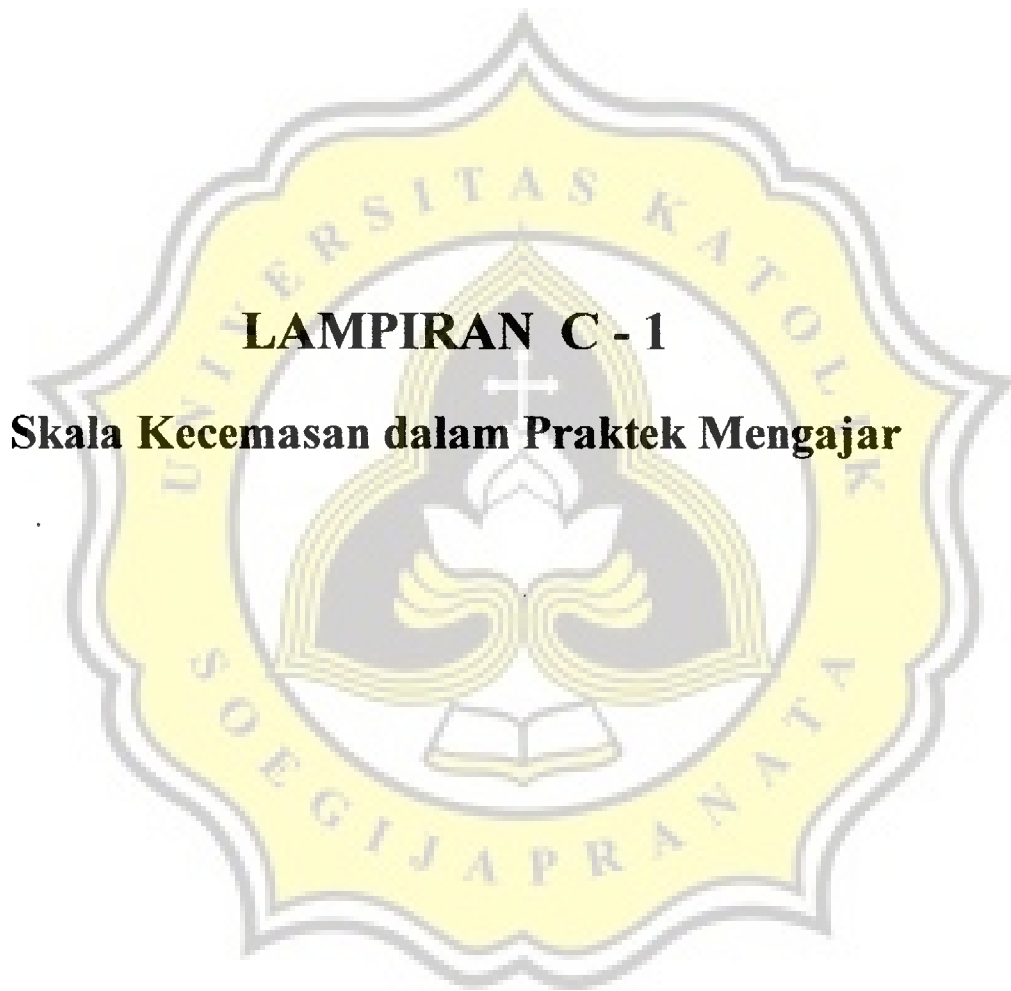 LAMPIRAN C - 1
Skala Kecemasan dalam Praktek Mengajar
UNIVERSITAS KATOLIK
SOEGIJAPRANATA